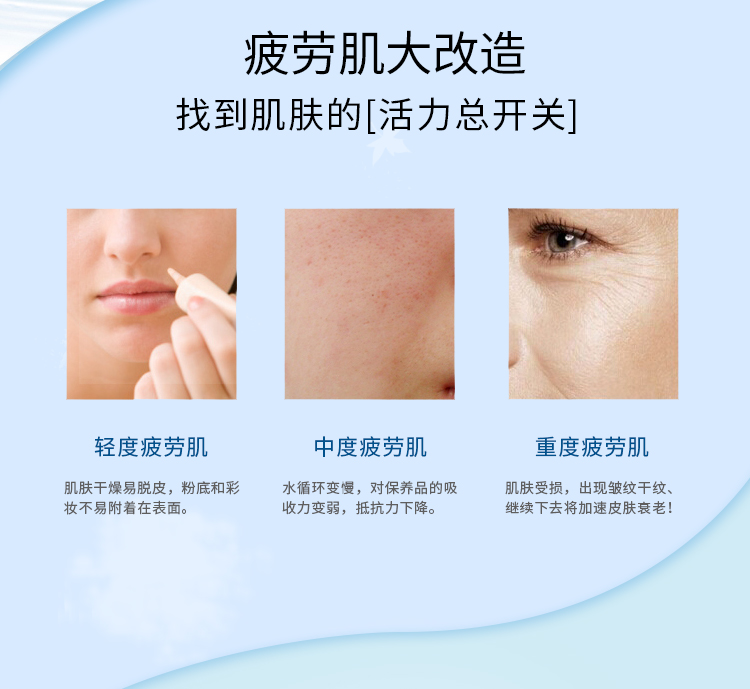 疲劳肌大改造
找到肌肤的[活力总开关]
轻度疲劳肌
肌肤干燥易脱皮，粉底和彩
妆不易附着在表面。
中度疲劳肌
水循环变慢，对保养品的吸
收力变弱，抵抗力下降。
重度疲劳肌
肌肤受损，出现皱纹干纹、
继续下去将加速皮肤衰老！